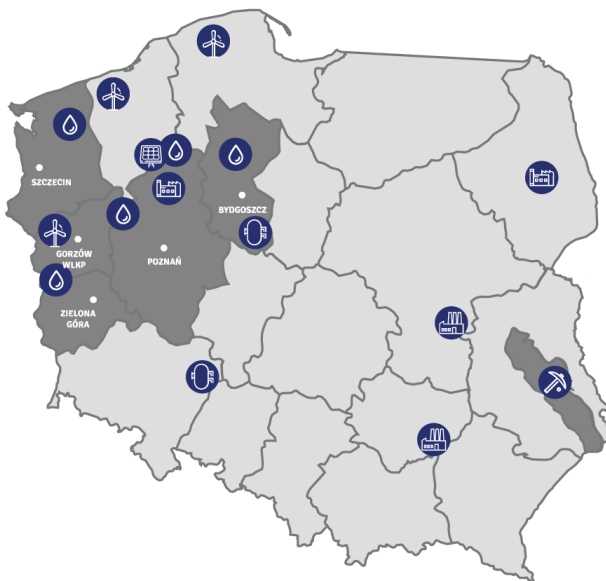 SZCZECIN
BYDGOSZCZ
GORZÓW
WLKP
POZNAŃ
ZIELONA
GÓRA